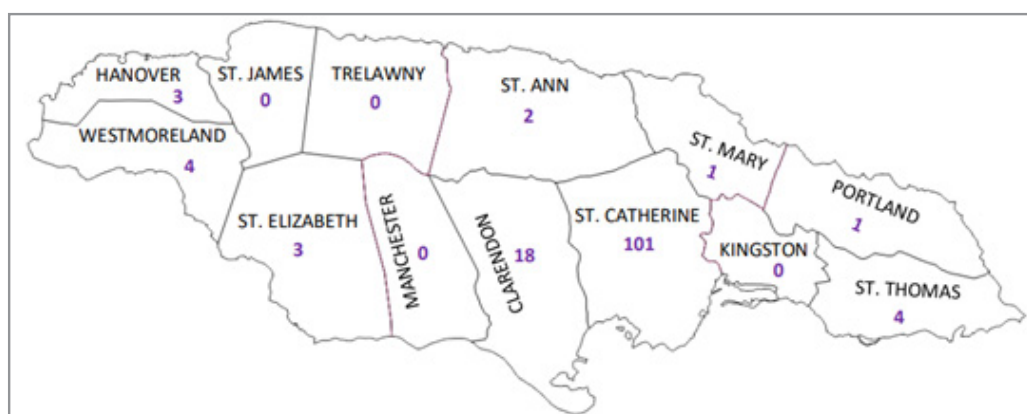 HANOVER
3
ST. JAMES
0
TRELAWNY
0
ST. ANN
2
WESTMORELAND
4
ST. MARY
1
PORTLAND
1
ST. ELIZABETH
3
MANCHESTER
0
CLARENDON
18
ST. CATHERINE
101
KINGSTON
0
ST. THOMAS
4